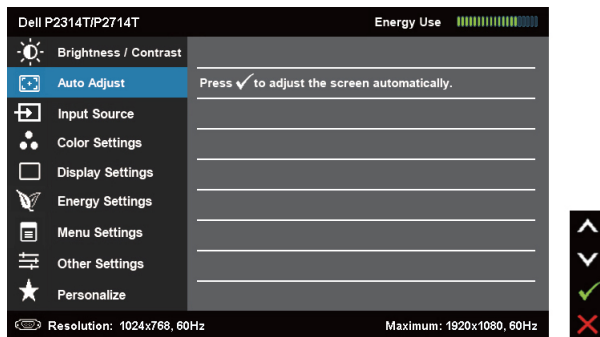 Dell P2314T/P2714T Energy Use
Brightness / Contrast
Auto Adjust Press ✓ to adjust the screen automatically.
Input Source
Color Settings
Display Settings
Energy Settings
Menu Settings
Other Settings
Personalize
Resolution: 1024x768, 60Hz Maximum: 1920x1080, 60Hz